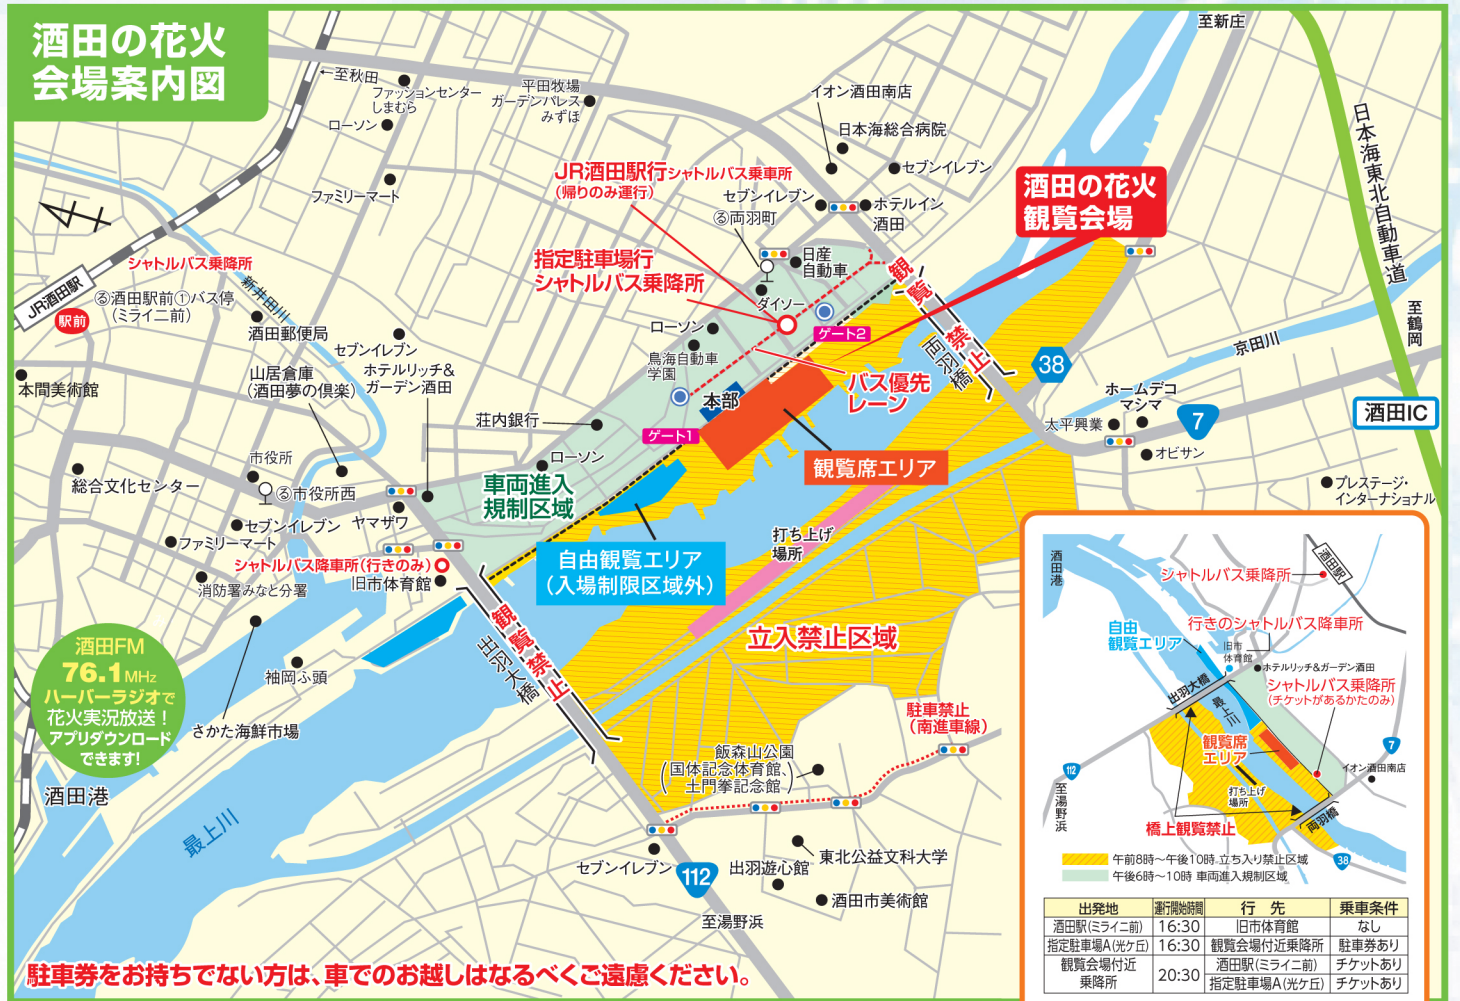 酒田の花火
会場案内図
至新庄
←至秋田
ファッションセンター
しまむら
ローソン
平田牧場
ガーデンパレス
みずほ
イオン酒田南店
日本海総合病院
セブンイレブン
日本海東北自動車道
ファミリーマート
JR酒田駅行シャトルバス乗車所
(帰りのみ運行)
セブンイレブン
ホテルイン
酒田
る両羽町
酒田の花火
観覧会場
シャトルバス乗降所
JR酒田駅
駅前
る酒田駅前①バス停
(ミライニ前)
新井田川
指定駐車場行
シャトルバス乗降所
日産
自動車
ダイソー
観覧禁止
両羽橋
至鶴岡
京田川
酒田郵便局
セブンイレブン
ローソン
ゲート2
鳥海自動車
学園
38
本間美術館
山居倉庫
(酒田夢の倶楽)
ホテルリッチ&
ガーデン酒田
本部
バス優先
レーン
ホームデコ
マシマ
7
酒田IC
太平興業
オビサン
荘内銀行
ゲート1
市役所
ローソン
観覧席エリア
総合文化センター
る市役所西
車両進入
規制区域
プレステージ・
インターナショナル
セブンイレブン
ヤマザワ
ファミリーマート
打ち上げ
場所
自由観覧エリア
(入場制限区域外)
シャトルバス降車所(行きのみ)
旧市体育館
消防署みなと分署
観覧禁止
出羽大橋
立入禁止区域
酒田FM
76.1MHz
ハーバーラジオで
花火実況放送!
アプリダウンロード
できます!
袖岡ふ頭
さかた海鮮市場
駐車禁止
(南進車線)
飯森山公園
(国体記念体育館、
土門拳記念館)
酒田港
最上川
セブンイレブン
112
出羽遊心館
東北公益文科大学
酒田市美術館
至湯野浜
駐車券をお持ちでない方は、車でのお越しはなるべくご遠慮ください。
酒田港
酒田駅
シャトルバス乗降所
自由
観覧エリア
行きのシャトルバス降車所
旧市
体育館
ホテルリッチ&ガーデン酒田
シャトルバス乗降所
(チケットがあるかたのみ)
出羽大橋
最上川
観覧席
エリア
7
112
至湯野浜
イオン酒田南店
打ち上げ
場所
橋上観覧禁止
両羽橋
38
午前8時～午後10時 立ち入り禁止区域
午後6時～10時 車両進入規制区域
出発地 運行開始時間 行 先 乗車条件
酒田駅(ミライニ前) 16:30 旧市体育館 なし
指定駐車場A(光ケ丘) 16:30 観覧会場付近乗降所 駐車券あり
観覧会場付近
乗降所 20:30 酒田駅(ミライニ前) チケットあり
指定駐車場A(光ケ丘) チケットあり